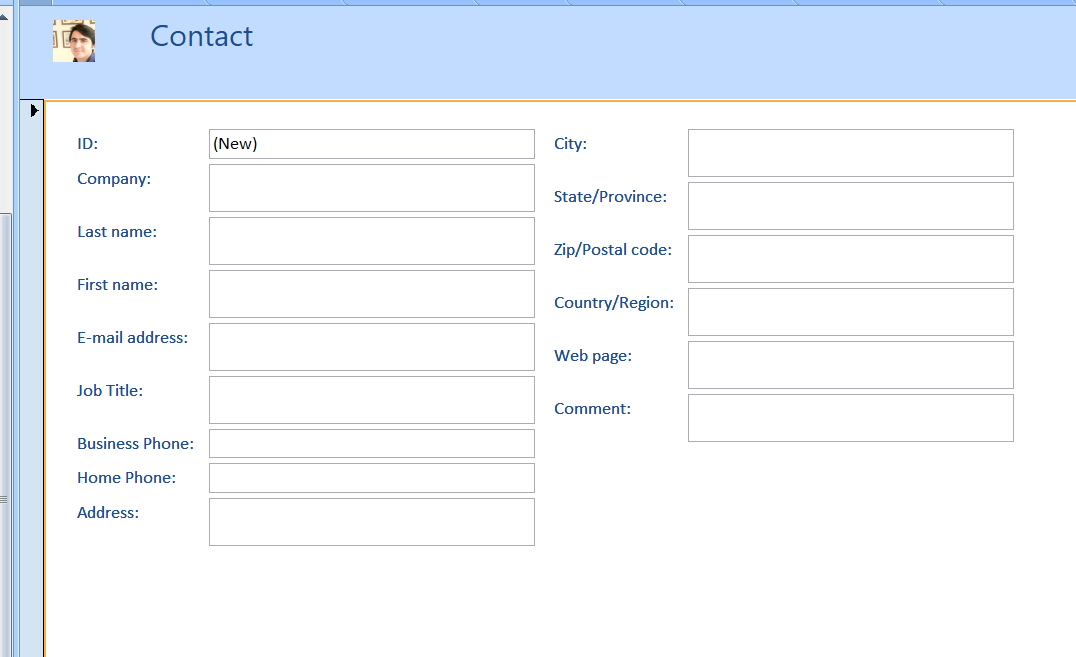 Contact
ID:
(New)
Company:
Last name:
First name:
E-mail address:
Job Title:
Business Phone:
Home Phone:
Address:
City:
State/Province:
Zip/Postal code:
Country/Region:
Web page:
Comment: